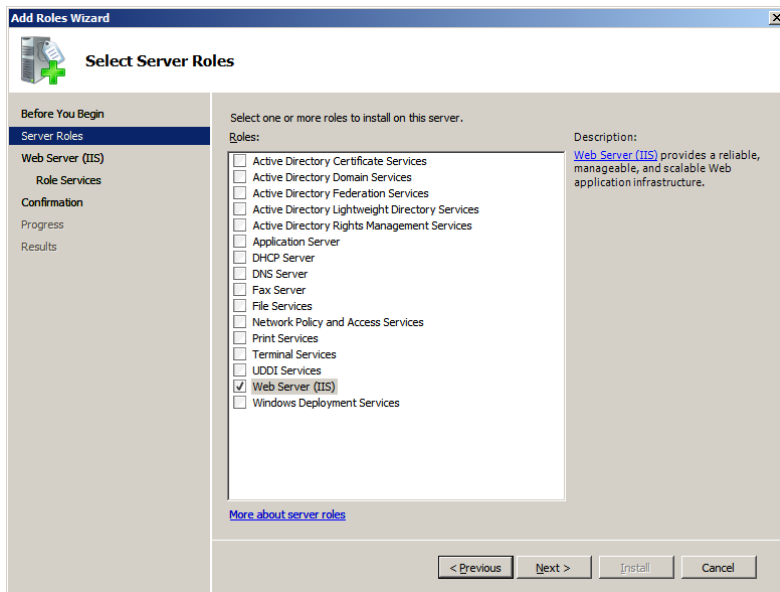 Add Roles Wizard
Select Server Roles
Before You Begin
Server Roles
Web Server (IIS)
Role Services
Confirmation
Progress
Results
Select one or more roles to install on this server.
Roles:
Active Directory Certificate Services
Active Directory Domain Services
Active Directory Federation Services
Active Directory Lightweight Directory Services
Active Directory Rights Management Services
Application Server
DHCP Server
DNS Server
Fax Server
File Services
Network Policy and Access Services
Print Services
Terminal Services
UDDI Services
Web Server (IIS)
Windows Deployment Services
More about server roles
Description:
Web Server (IIS) provides a reliable,
manageable, and scalable Web
application infrastructure.
< Previous
Next >
Install
Cancel